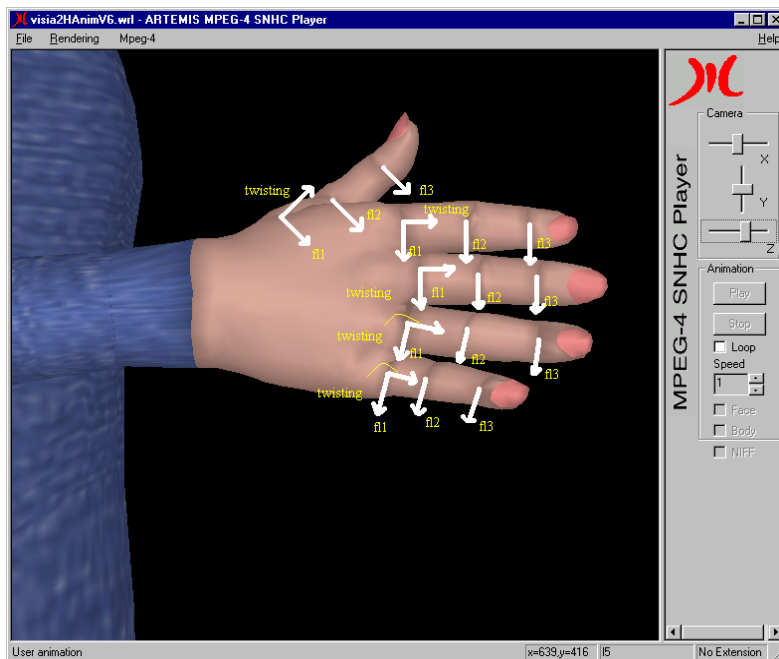 visia2HAnimV6.wrl - ARTEMIS MPEG-4 SNHC Player
File Rendering Mpeg-4 Help
twisting
fl1
fl2
fl3
twisting
fl1
fl2
fl3
twisting
fl1
fl2
fl3
twisting
fl1
fl2
fl3
twisting
fl1
fl2
fl3
MPEG-4 SNHC Player
Camera
X
Y
Z
Animation
Play
Stop
Loop
Speed
1
Face
Body
NIFF
User animation x=639,y=416 l5 No Extension